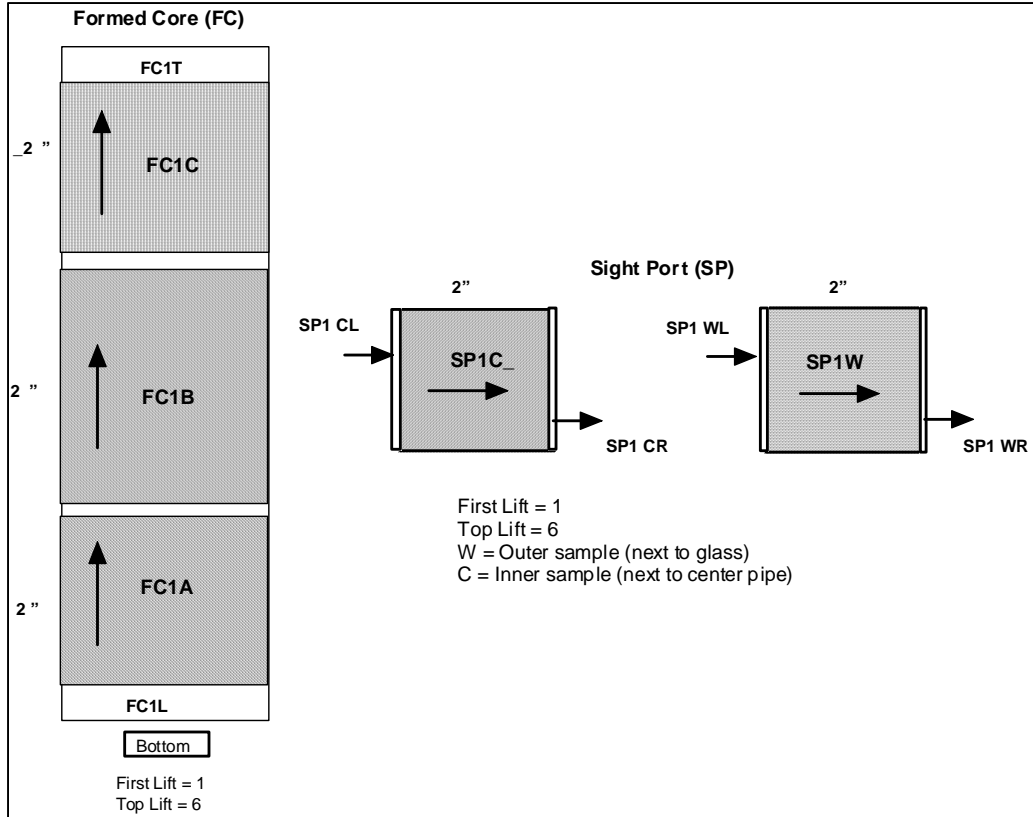 Formed Core (FC)
FC1T
_2 ”
FC1C
2 ”
FC1B
2 ”
FC1A
FC1L
Bottom
First Lift = 1
Top Lift = 6
Sight Port (SP)
2”
SP1 CL
SP1C_
SP1 CR
2”
SP1 WL
SP1W
SP1 WR
First Lift = 1
Top Lift = 6
W = Outer sample (next to glass)
C = Inner sample (next to center pipe)